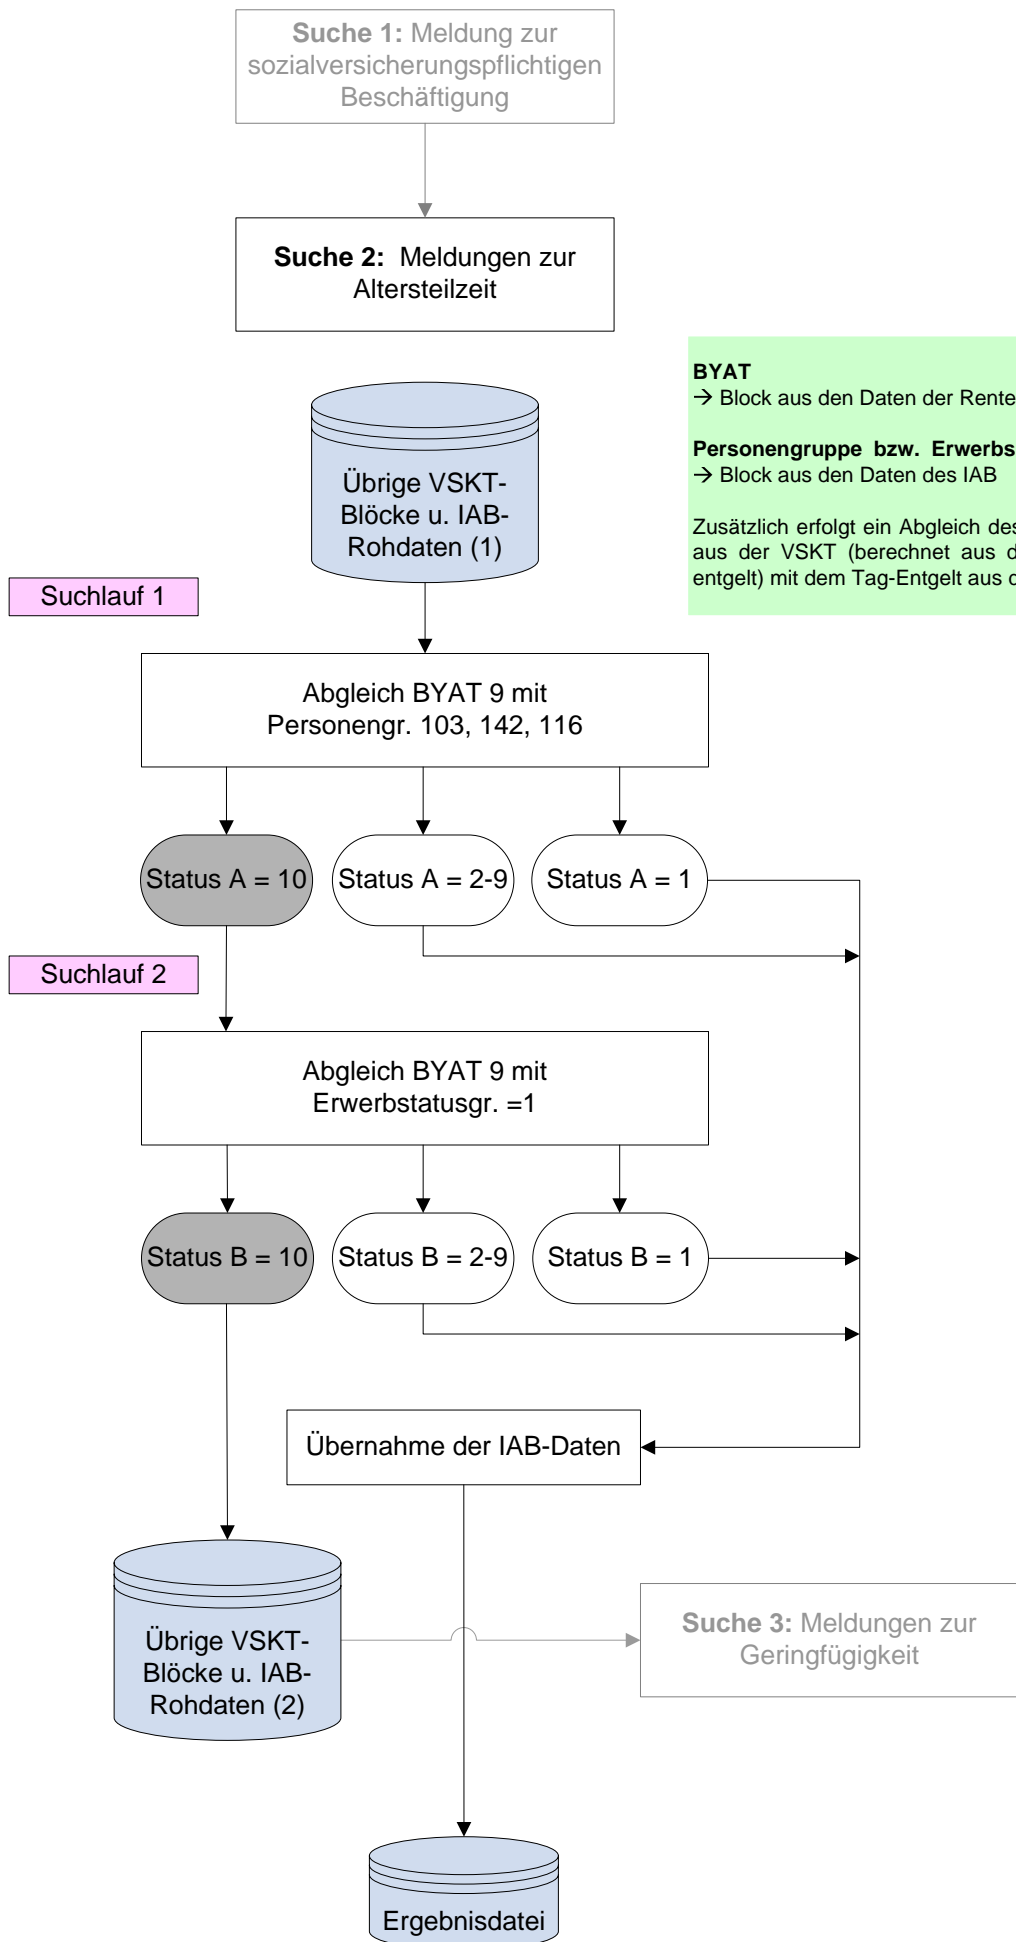 Suche 1: Meldung zur
sozialversicherungspflichtigen
Beschäftigung
Suche 2: Meldungen zur
Altersteilzeit
BYAT
→ Block aus den Daten der Rente
Personengruppe bzw. Erwerbs
→ Block aus den Daten des IAB
Zusätzlich erfolgt ein Abgleich des
aus der VSKT (berechnet aus d
entgelt) mit dem Tag-Entgelt aus d
Übrige VSKT-
Blöcke u. IAB-
Rohdaten (1)
Suchlauf 1
Abgleich BYAT 9 mit
Personengr. 103, 142, 116
Status A = 10
Status A = 2-9
Status A = 1
Suchlauf 2
Abgleich BYAT 9 mit
Erwerbstatusgr. =1
Status B = 10
Status B = 2-9
Status B = 1
Übernahme der IAB-Daten
Übrige VSKT-
Blöcke u. IAB-
Rohdaten (2)
Suche 3: Meldungen zur
Geringfügigkeit
Ergebnisdatei